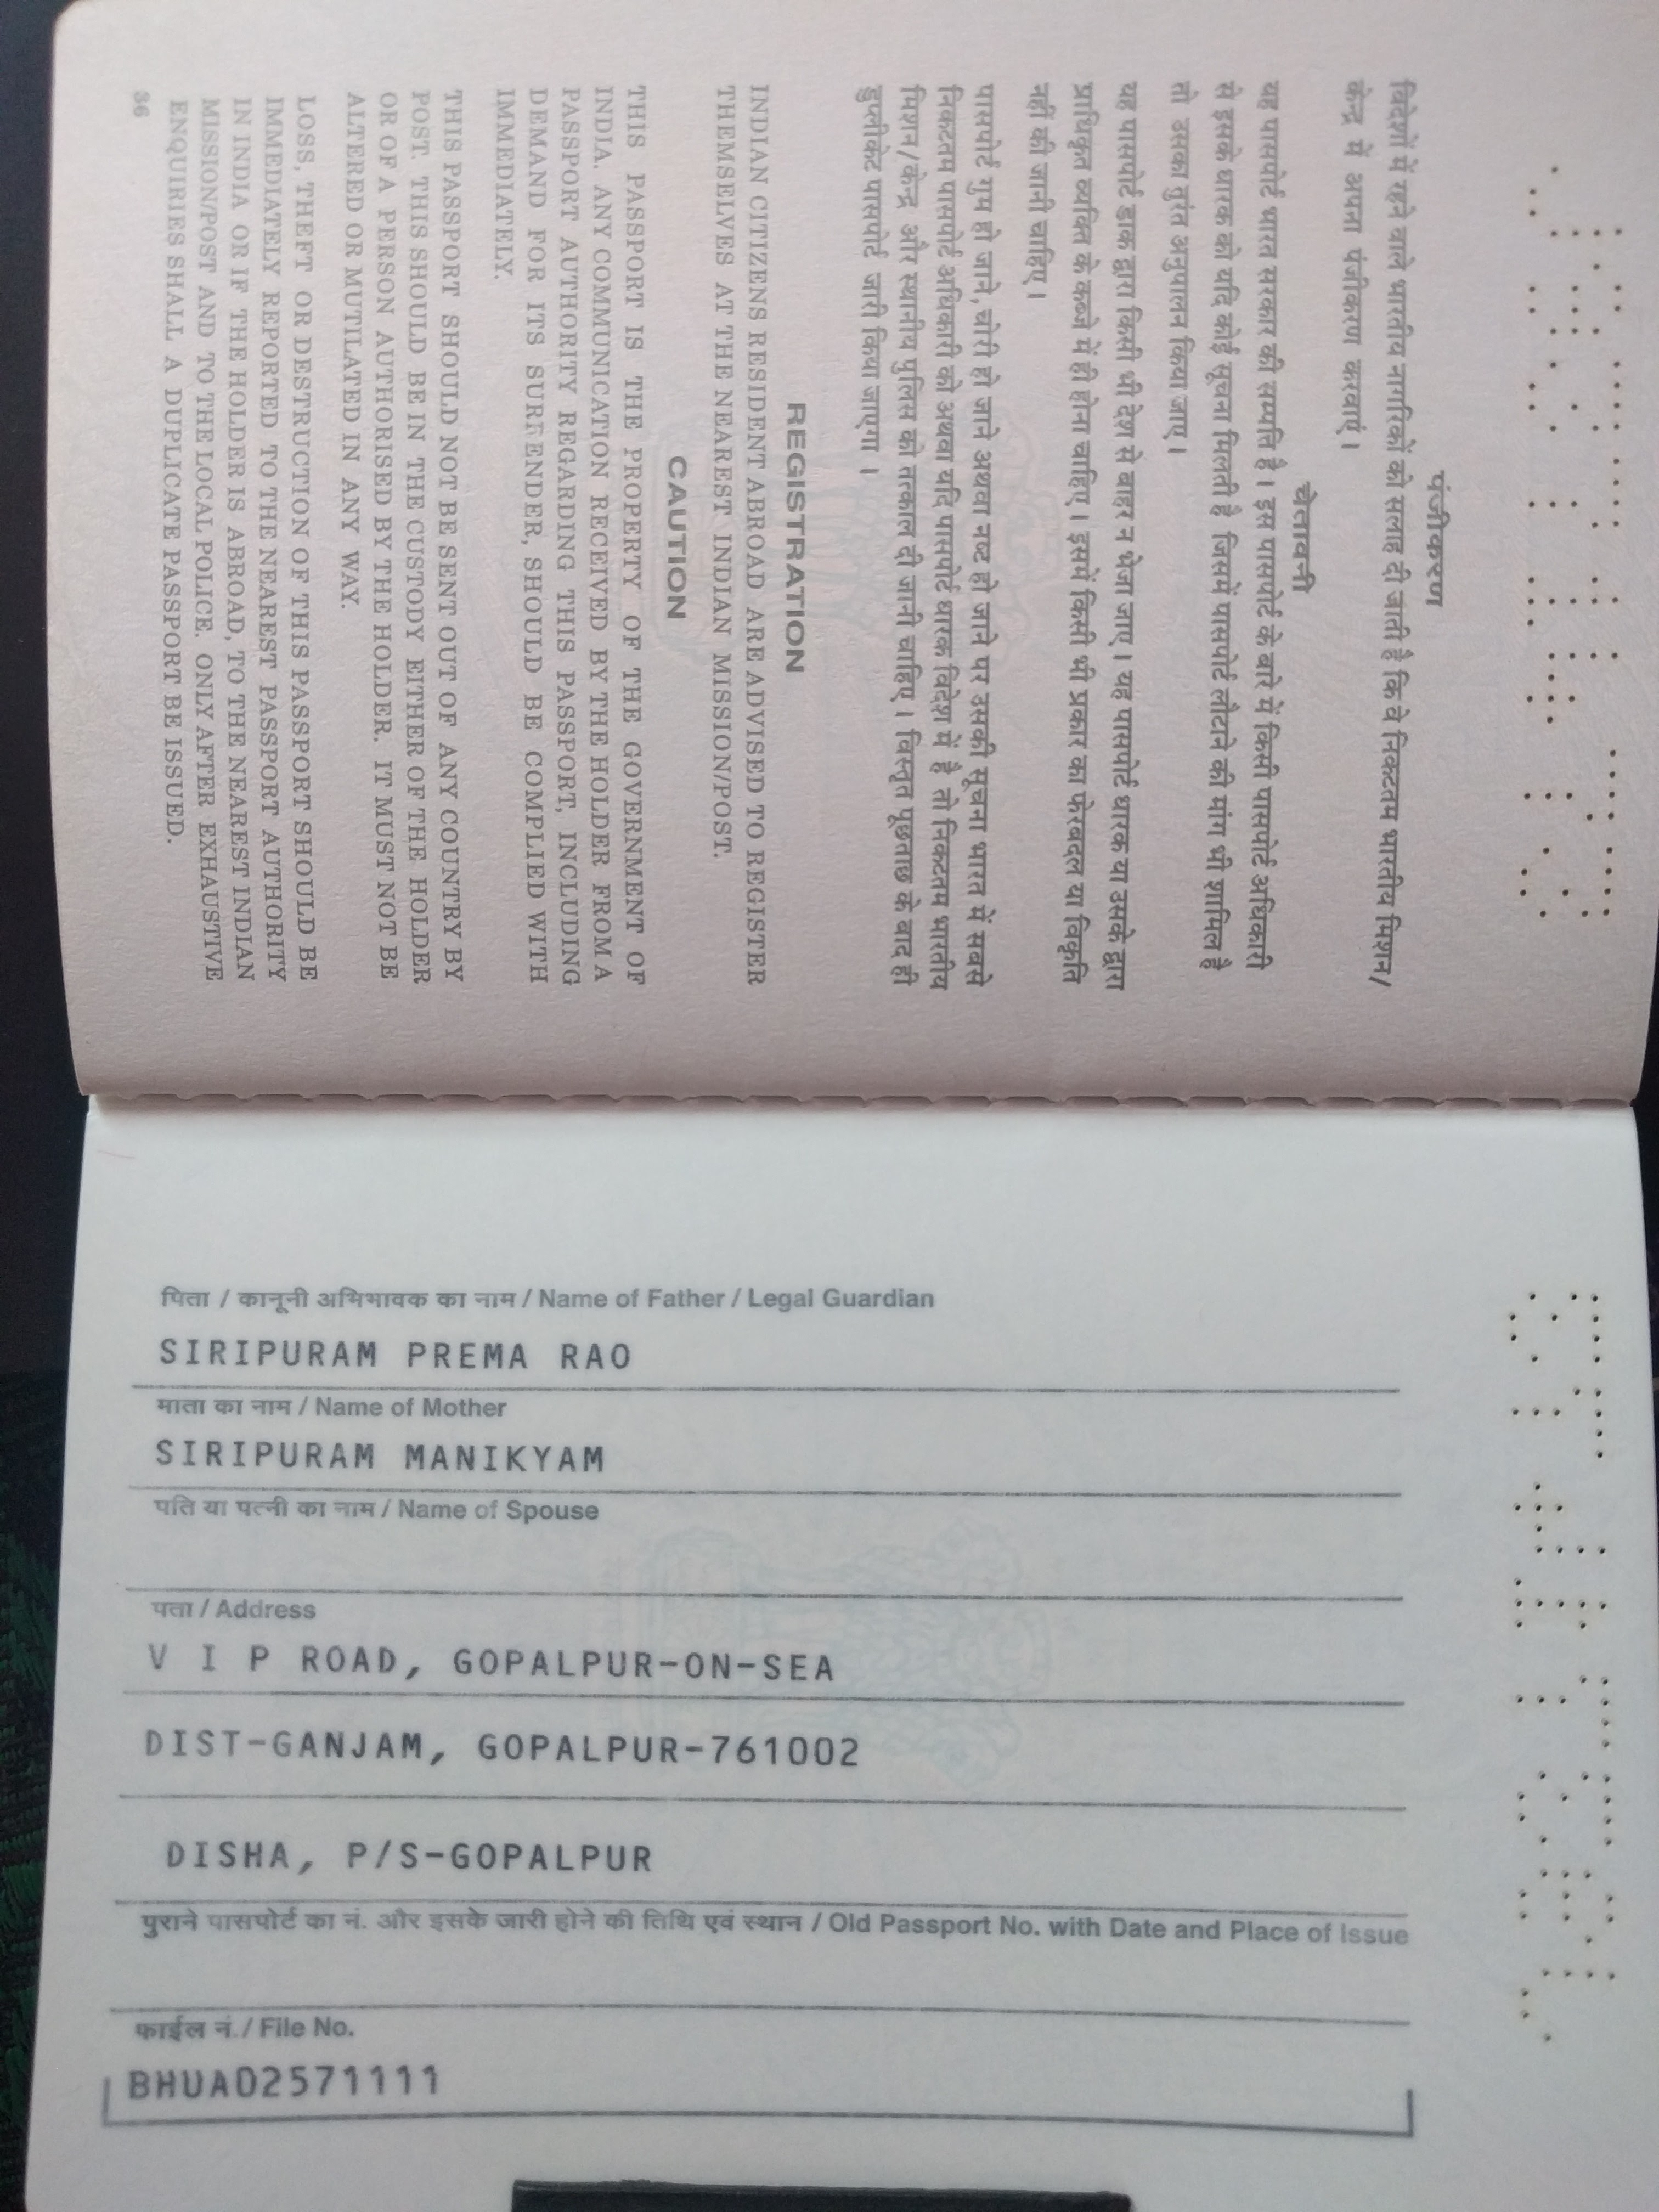 पंजीकरण
विदेशों में रहने वाले भारतीय नागरिकों को सलाह दी जाती है कि वे निकटतम भारतीय मिशन/
केन्द्र में अपना पंजीकरण करवाएं।
चेतावनी
यह पासपोर्ट भारत सरकार की सम्पत्ति है। इस पासपोर्ट के बारे में किसी पासपोर्ट अधिकारी
से इसके धारक को यदि कोई सूचना मिलती है जिसमें पासपोर्ट लौटाने की मांग भी शामिल है
तो उसका तुरंत अनुपालन किया जाए।
यह पासपोर्ट डाक द्वारा किसी भी देश से बाहर न भेजा जाए। यह पासपोर्ट धारक या उसके द्वारा
प्राधिकृत व्यक्ति के कब्जे में ही होना चाहिए। इसमें किसी भी प्रकार का फेरबदल या विकृति
नहीं की जानी चाहिए।
पासपोर्ट गुम हो जाने, चोरी हो जाने अथवा नष्ट हो जाने पर उसकी सूचना भारत में सबसे
निकटतम पासपोर्ट अधिकारी को अथवा यदि पासपोर्ट धारक विदेश में है तो निकटतम भारतीय
मिशन/केन्द्र और स्थानीय पुलिस को तत्काल दी जानी चाहिए। विस्तृत पूछताछ के बाद ही
डुप्लीकेट पासपोर्ट जारी किया जाएगा।
REGISTRATION
INDIAN CITIZENS RESIDENT ABROAD ARE ADVISED TO REGISTER
THEMSELVES AT THE NEAREST INDIAN MISSION/POST.
CAUTION
THIS PASSPORT IS THE PROPERTY OF THE GOVERNMENT OF
INDIA. ANY COMMUNICATION RECEIVED BY THE HOLDER FROM A
PASSPORT AUTHORITY REGARDING THIS PASSPORT, INCLUDING
DEMAND FOR ITS SURRENDER, SHOULD BE COMPLIED WITH
IMMEDIATELY.
THIS PASSPORT SHOULD NOT BE SENT OUT OF ANY COUNTRY BY
POST. THIS SHOULD BE IN THE CUSTODY EITHER OF THE HOLDER
OR OF A PERSON AUTHORISED BY THE HOLDER. IT MUST NOT BE
ALTERED OR MUTILATED IN ANY WAY.
LOSS, THEFT OR DESTRUCTION OF THIS PASSPORT SHOULD BE
IMMEDIATELY REPORTED TO THE NEAREST PASSPORT AUTHORITY
IN INDIA OR IF THE HOLDER IS ABROAD, TO THE NEAREST INDIAN
MISSIONPOST AND TO THE LOCAL POLICE. ONLY AFTER EXHAUSTIVE
ENQUIRIES SHALL A DUPLICATE PASSPORT BE ISSUED.
36
पिता / कानूनी अभिभावक का नाम / Name of Father / Legal Guardian
SIRIPURAM PREMA RAO
माता का नाम / Name of Mother
SIRIPURAM MANIKYAM
पति या पत्नी का नाम / Name of Spouse
पता / Address
V I P ROAD, GOPALPUR-ON-SEA
DIST-GANJAM, GOPALPUR-761002
DISHA, P/S-GOPALPUR
पुराने पासपोर्ट का नं. और इसके जारी होने की तिथि एवं स्थान / Old Passport No. with Date and Place of Issue
फाईल नं. / File No.
BHUA02571111